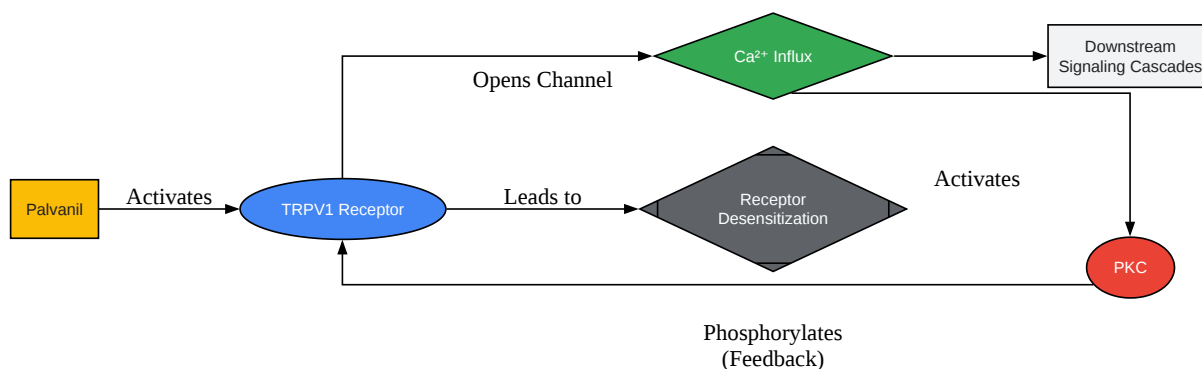 Ca²⁺ Influx
Downstream
Signaling Cascades
Opens Channel
Palvanil
Activates
TRPV1 Receptor
Leads to
Receptor
Desensitization
Activates
PKC
Phosphorylates
(Feedback)